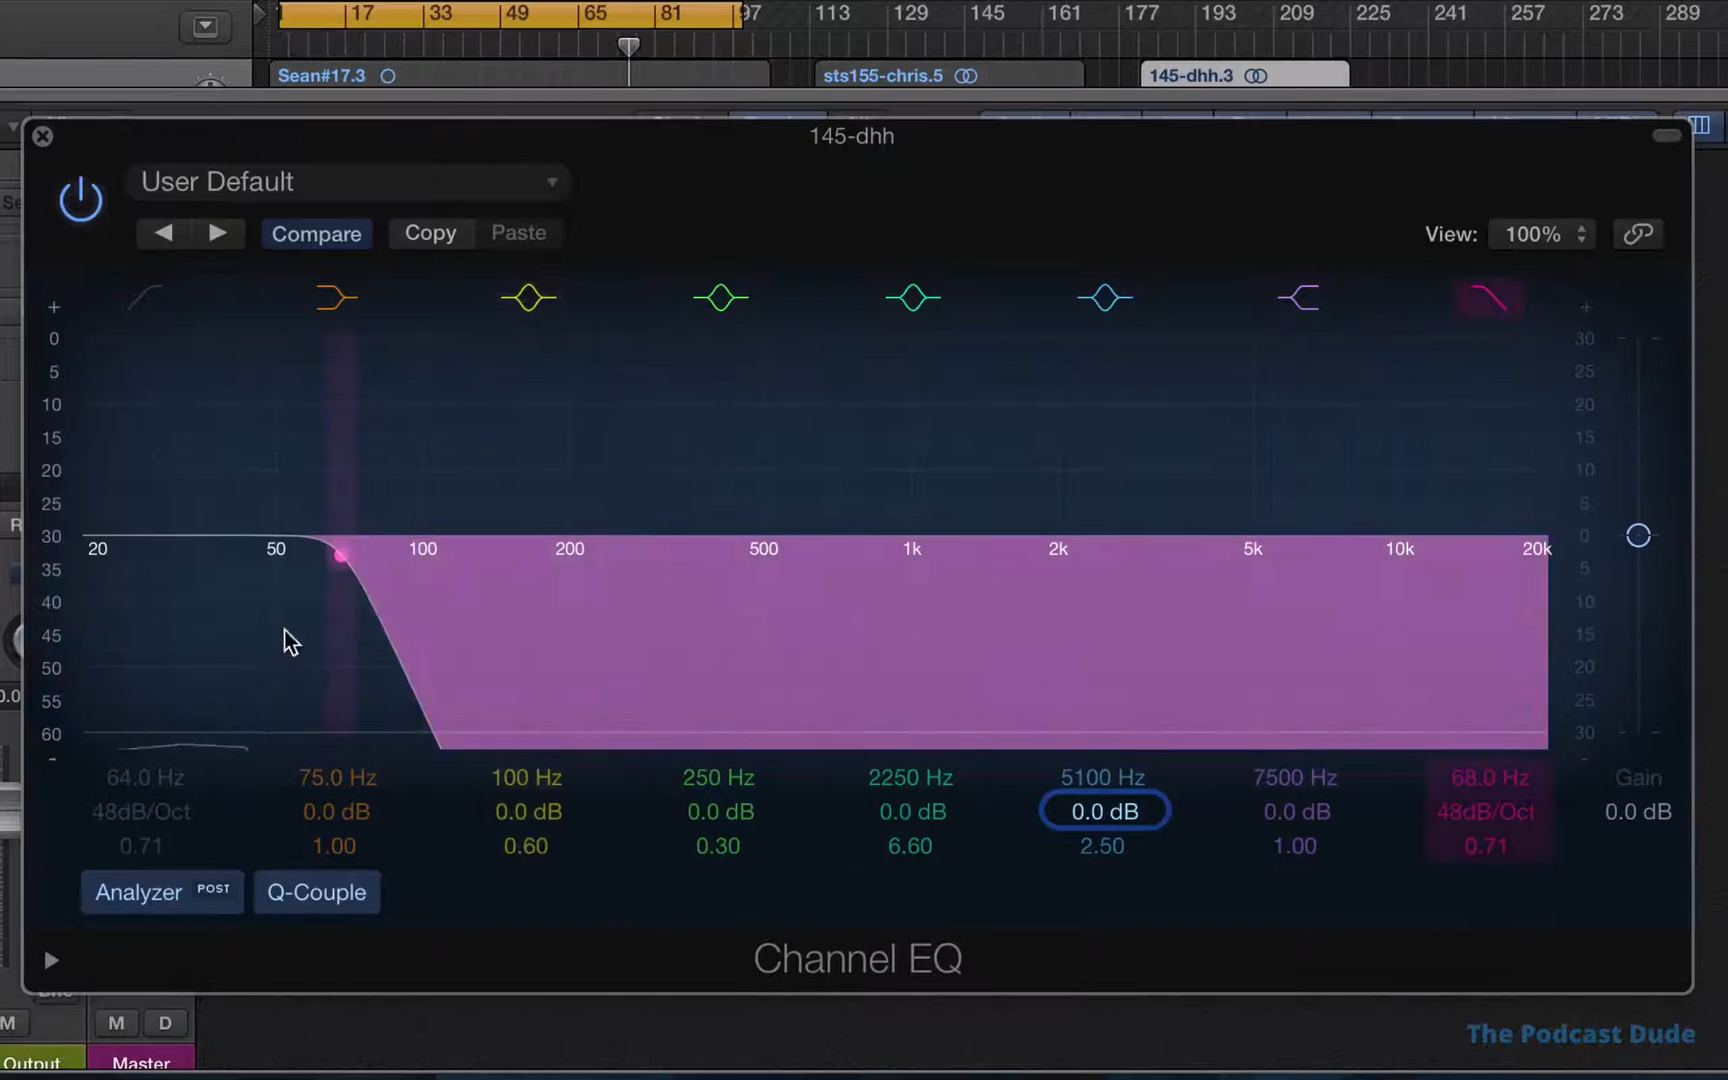 17 33 49 65 81 97 113 129 145 161 177 193 209 225 241 257 273 289
Sean#17.3 sts155-chris.5 145-dhh.3
145-dhh
User Default
Compare Copy Paste View: 100%
+ +
0 30
5 25
10 20
15 15
20 10
25 5
30 0
20 50 100 200 500 1k 2k 5k 10k 20k
35 5
40 10
45 15
50 20
55 25
60 30
- -
64.0 Hz 75.0 Hz 100 Hz 250 Hz 2250 Hz 5100 Hz 7500 Hz 68.0 Hz Gain
48dB/Oct 0.0 dB 0.0 dB 0.0 dB 0.0 dB 0.0 dB 0.0 dB 48dB/Oct 0.0 dB
0.71 1.00 0.60 0.30 6.60 2.50 1.00 0.71
Analyzer POST Q-Couple
Channel EQ
M M D
Output Master
The Podcast Dude